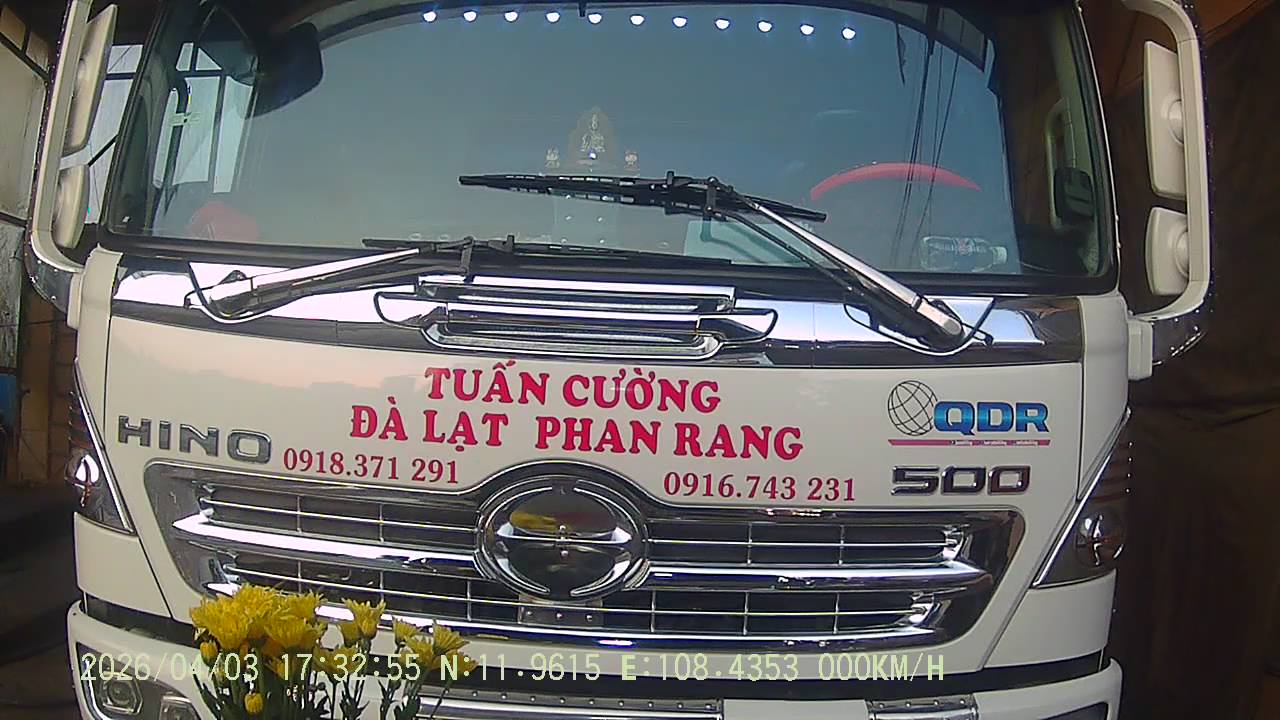 TUẤN CƯỜNG
ĐÀ LẠT PHAN RANG
HINO
0918.371 291
0916.743 231
QDR
500
2026/04/03 17:32:55 N:11.9615 E:108.4353 000KM/H